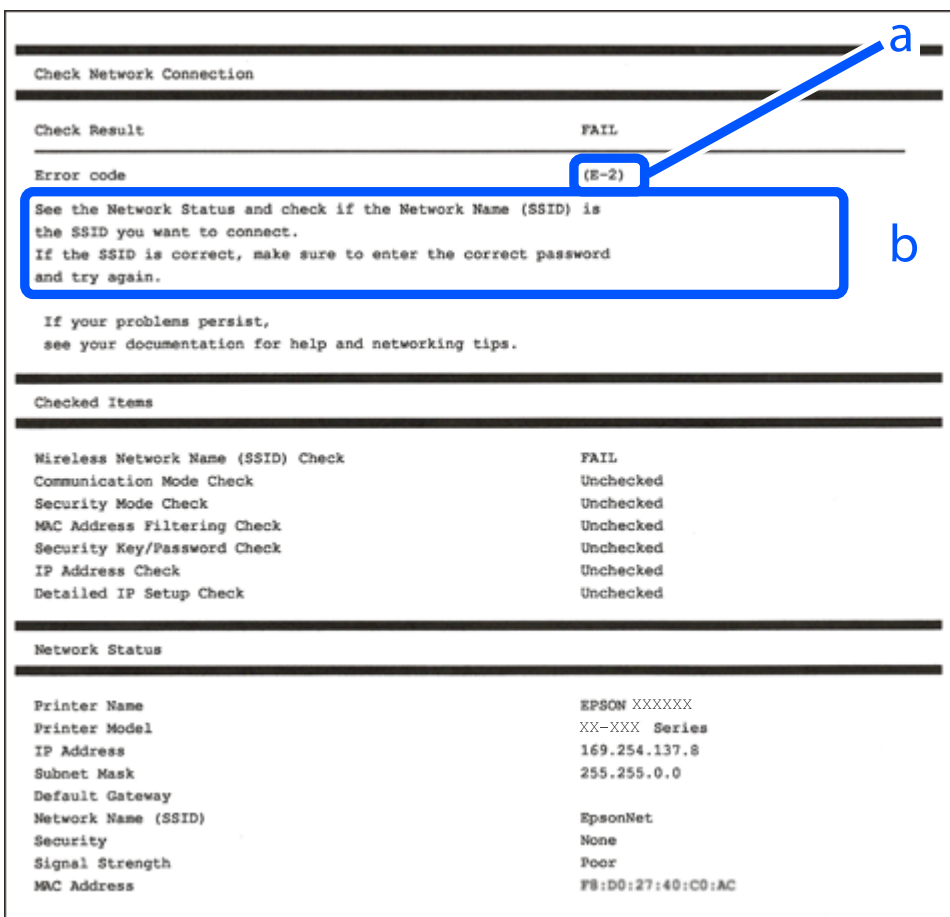 a
Check Network Connection
Check Result FAIL
Error code (E-2)
See the Network Status and check if the Network Name (SSID) is
the SSID you want to connect.
If the SSID is correct, make sure to enter the correct password
and try again.
b
If your problems persist,
see your documentation for help and networking tips.
Checked Items
Wireless Network Name (SSID) Check FAIL
Communication Mode Check Unchecked
Security Mode Check Unchecked
MAC Address Filtering Check Unchecked
Security Key/Password Check Unchecked
IP Address Check Unchecked
Detailed IP Setup Check Unchecked
Network Status
Printer Name EPSON XXXXXX
Printer Model XX-XXX Series
IP Address 169.254.137.8
Subnet Mask 255.255.0.0
Default Gateway
Network Name (SSID) EpsonNet
Security None
Signal Strength Poor
MAC Address F8:D0:27:40:C0:AC